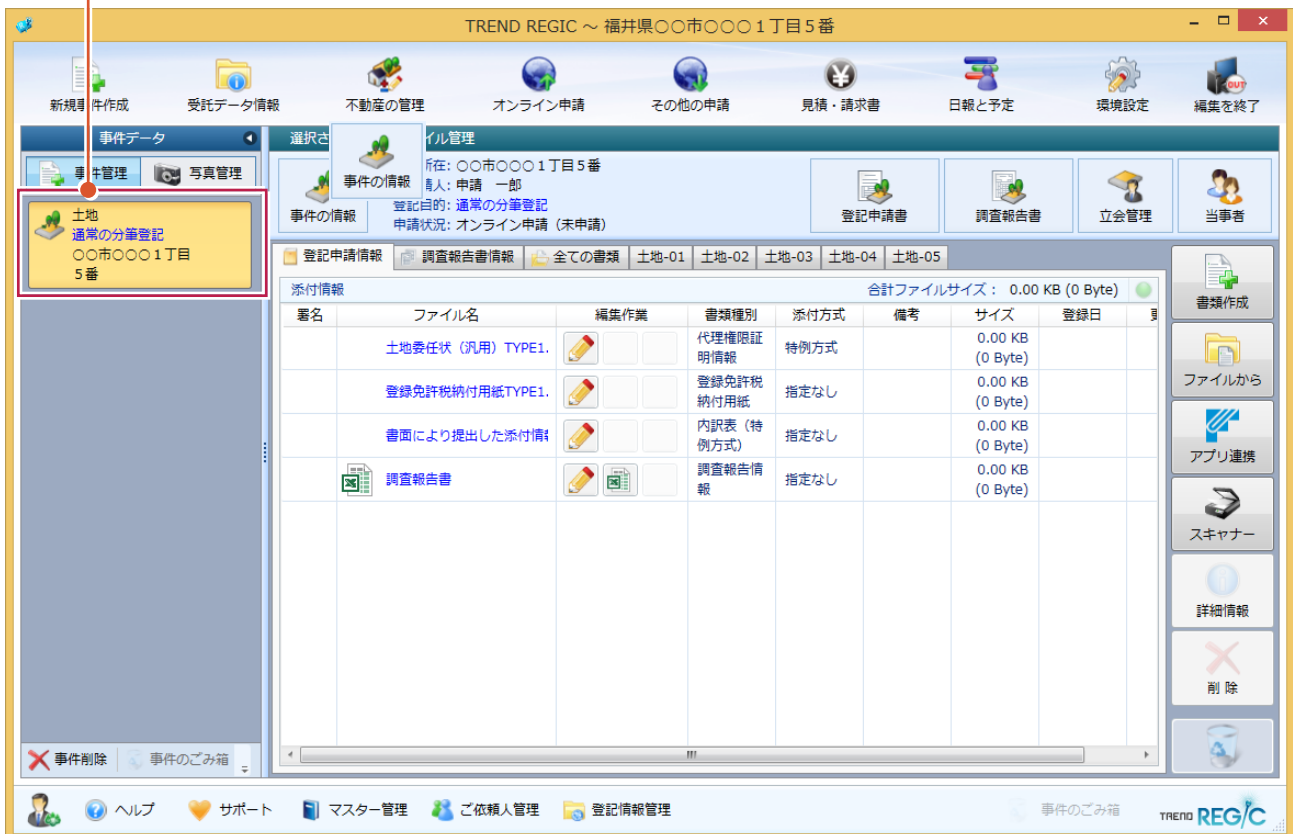 TREND REGIC ～ 福井県○○市○○○１丁目５番
新規事件作成
受託データ情報
不動産の管理
オンライン申請
その他の申請
見積・請求書
日報と予定
環境設定
編集を終了
事件データ
選択さ
イル管理
事件管理
写真管理
事件の情報
事件の情報
所在: ○○市○○○１丁目５番
請人: 申請 一郎
登記目的: 通常の分筆登記
申請状況: オンライン申請（未申請）
登記申請書
調査報告書
立会管理
当事者
土地
通常の分筆登記
○○市○○○１丁目
５番
登記申請情報
調査報告書情報
全ての書類
土地-01
土地-02
土地-03
土地-04
土地-05
添付情報
合計ファイルサイズ： 0.00 KB (0 Byte)
署名 ファイル名 編集作業 書類種別 添付方式 備考 サイズ 登録日
土地委任状（汎用）TYPE1. 代理権限証 特例方式 0.00 KB
明情報 (0 Byte)
登録免許税納付用紙TYPE1. 登録免許税 指定なし 0.00 KB
納付用紙 (0 Byte)
書面により提出した添付情 内訳表（特 指定なし 0.00 KB
例方式） (0 Byte)
調査報告書 調査報告情 指定なし 0.00 KB
報 (0 Byte)
書類作成
ファイルから
アプリ連携
スキャナー
詳細情報
削 除
事件削除
事件のごみ箱
ヘルプ
サポート
マスター管理
ご依頼人管理
登記情報管理
事件のごみ箱
TREND REGIC